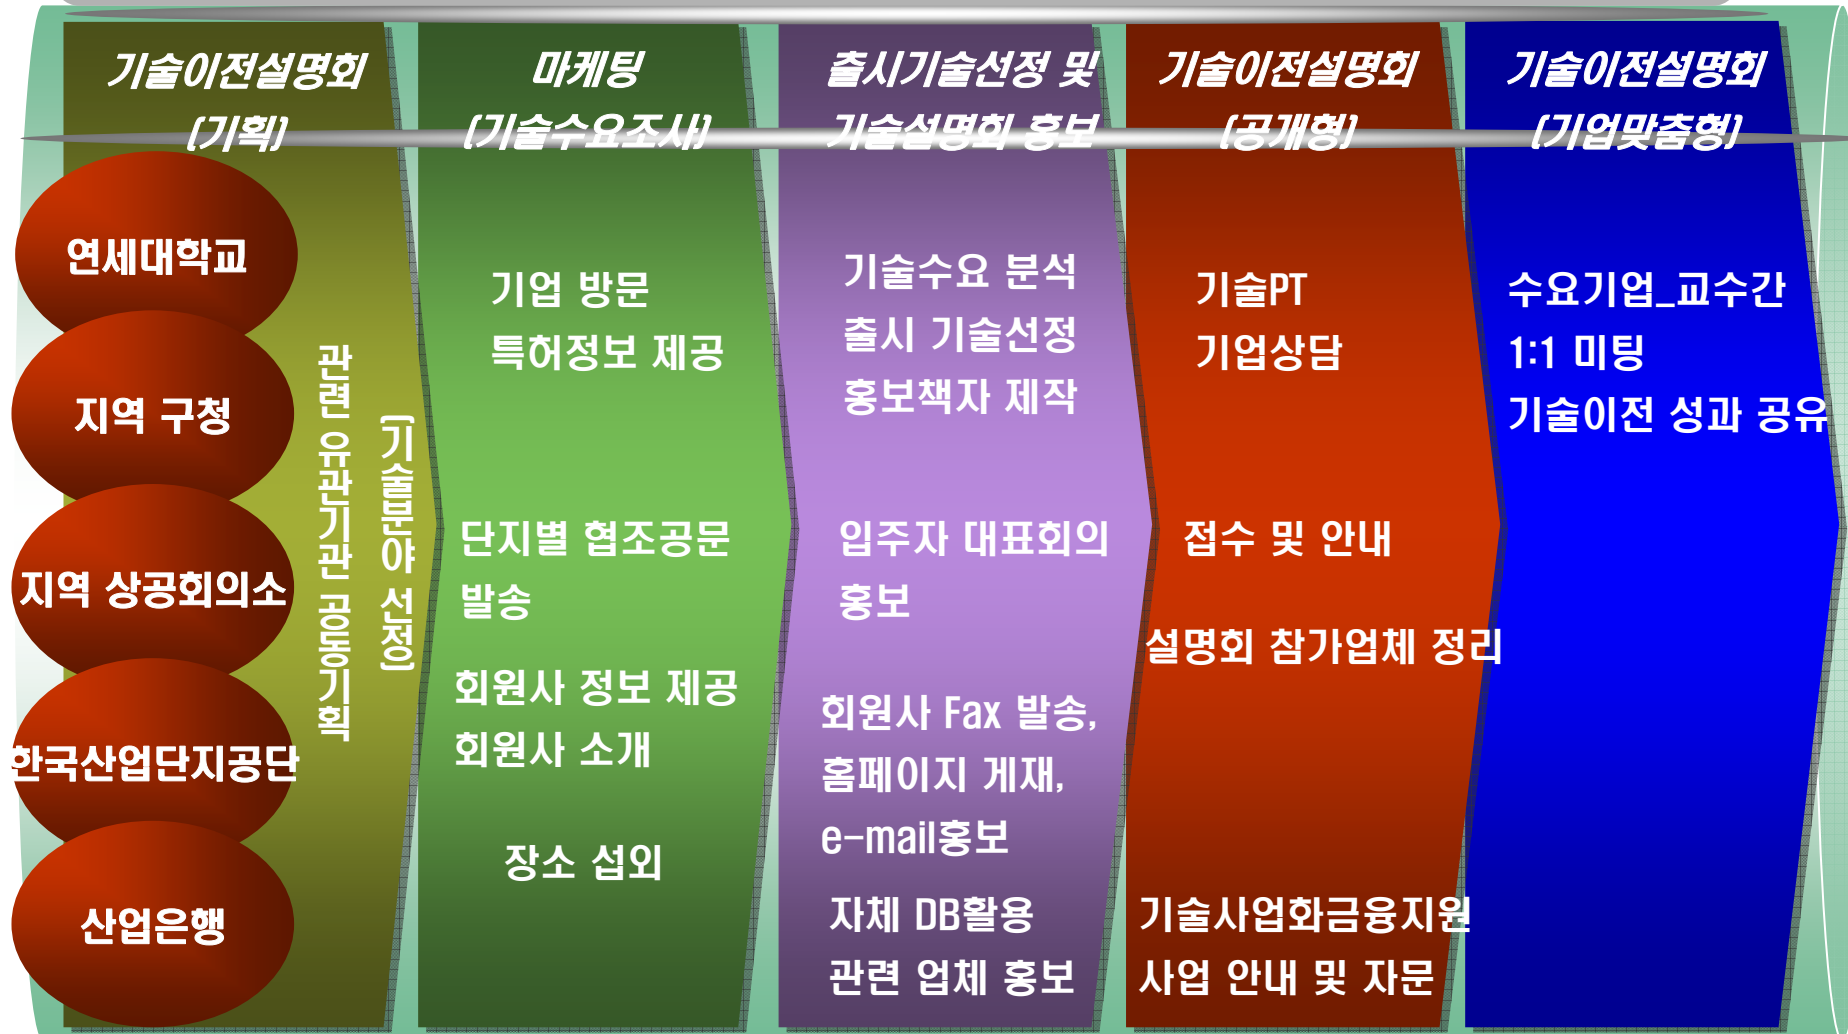 기술이전설명회
(기획)
마케팅
(기술수요조사)
출시기술선정 및
기술설명회 홍보
기술이전설명회
(공개형)
기술이전설명회
(기업맞춤형)
연세대학교
지역 구청
지역 상공회의소
한국산업단지공단
산업은행
관련 유관기관 공동기획
(기술분야 선정)
기업 방문
특허정보 제공
단지별 협조공문
발송
회원사 정보 제공
회원사 소개
장소 섭외
기술수요 분석
출시 기술선정
홍보책자 제작
입주자 대표회의
홍보
회원사 Fax 발송,
홈페이지 게재,
e-mail홍보
자체 DB활용
관련 업체 홍보
기술PT
기업상담
접수 및 안내
설명회 참가업체 정리
기술사업화금융지원
사업 안내 및 자문
수요기업_교수간
1:1 미팅
기술이전 성과 공유